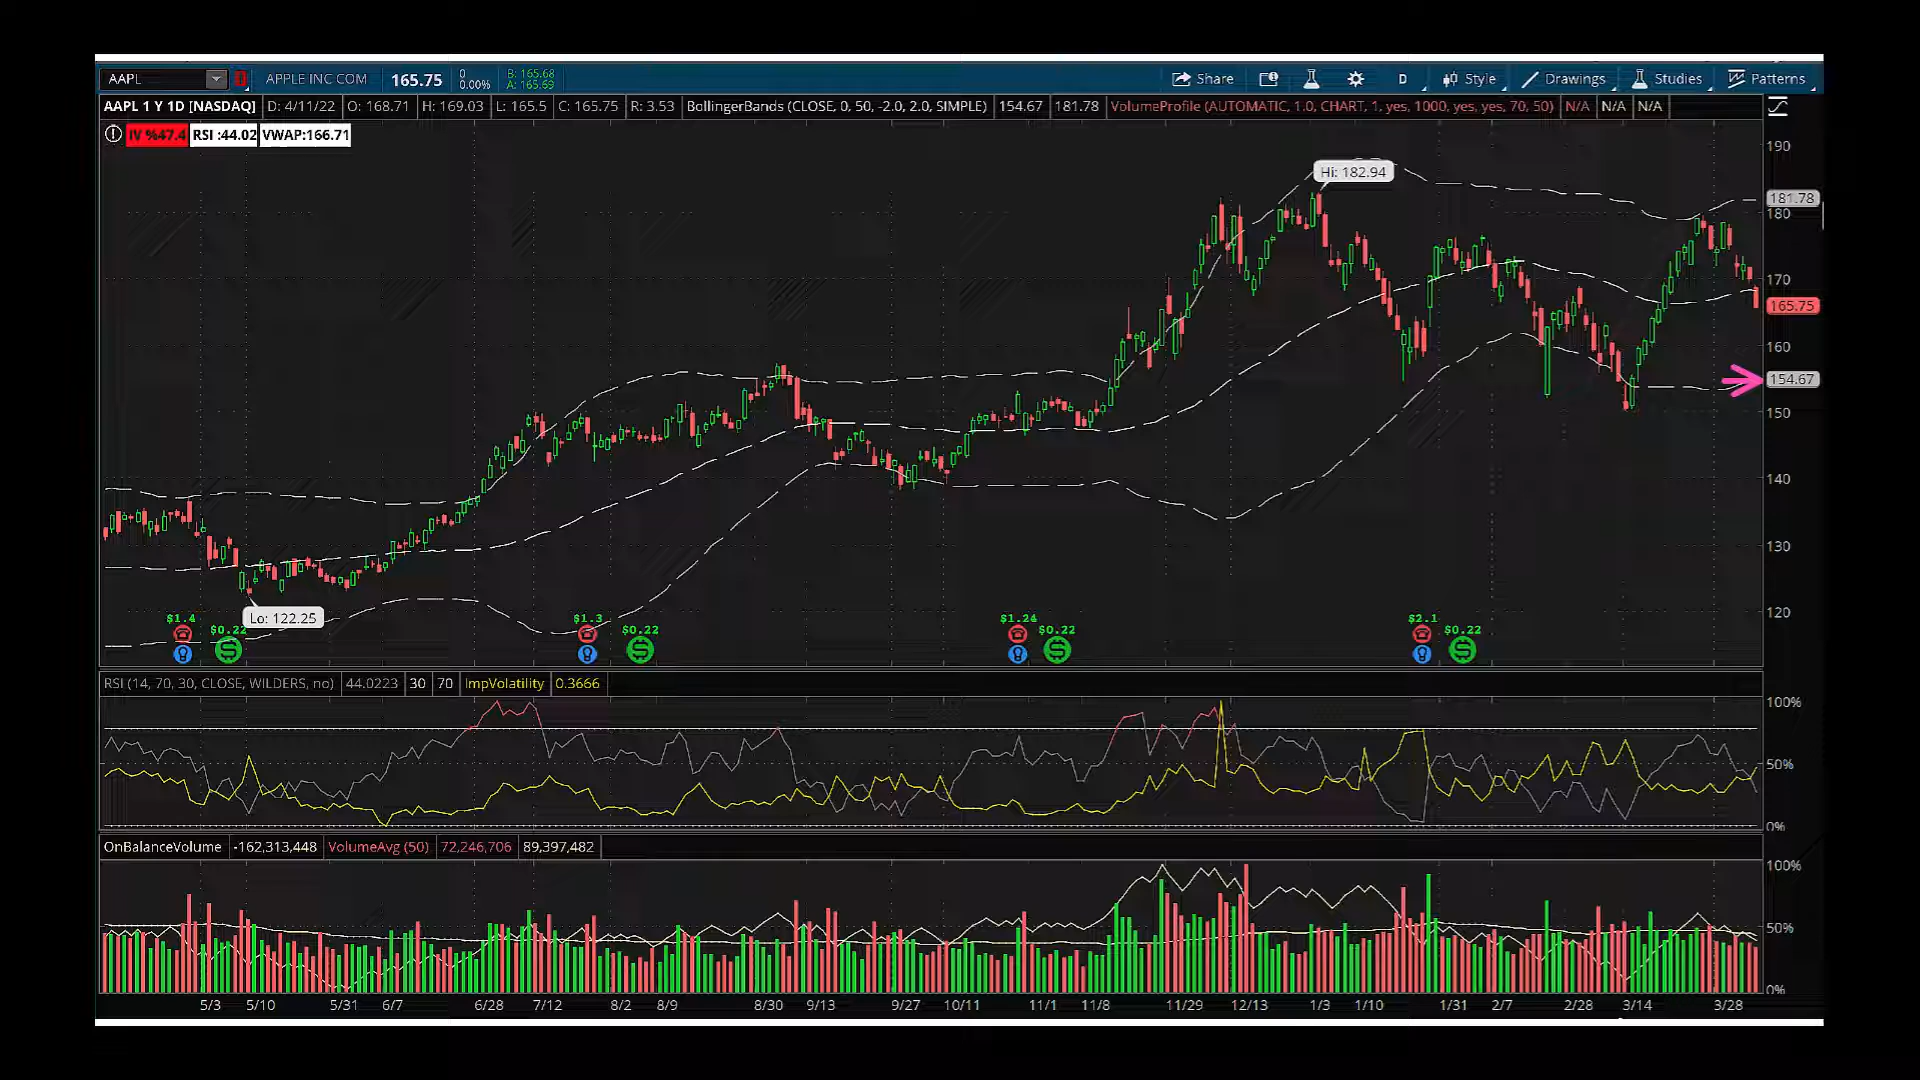 AAPL APPLE INC COM 165.75 0 0.00% B: 165.68 A: 165.69 Share D Style Drawings Studies Patterns
AAPL 1 Y 1D [NASDAQ] D: 4/11/22 O: 168.71 H: 169.03 L: 165.5 C: 165.75 R: 3.53 BollingerBands (CLOSE, 0, 50, -2.0, 2.0, SIMPLE) 154.67 181.78 VolumeProfile (AUTOMATIC, 1.0, CHART, 1, yes, 1000, yes, yes, 70, 50) N/A N/A N/A
IV %47.4 RSI :44.02 VWAP:166.71
190
Hi: 182.94
181.78
180
170
165.75
160
154.67
150
140
130
120
Lo: 122.25
$1.4 $0.22 $1.3 $0.22 $1.24 $0.22 $2.1 $0.22
RSI (14, 70, 30, CLOSE, WILDERS, no) 44.0223 30 70 ImpVolatility 0.3666
100%
50%
0%
OnBalanceVolume -162,313,448 VolumeAvg (50) 72,246,706 89,397,482
100%
50%
0%
5/3 5/10 5/31 6/7 6/28 7/12 8/2 8/9 8/30 9/13 9/27 10/11 11/1 11/8 11/29 12/13 1/3 1/10 1/31 2/7 2/28 3/14 3/28